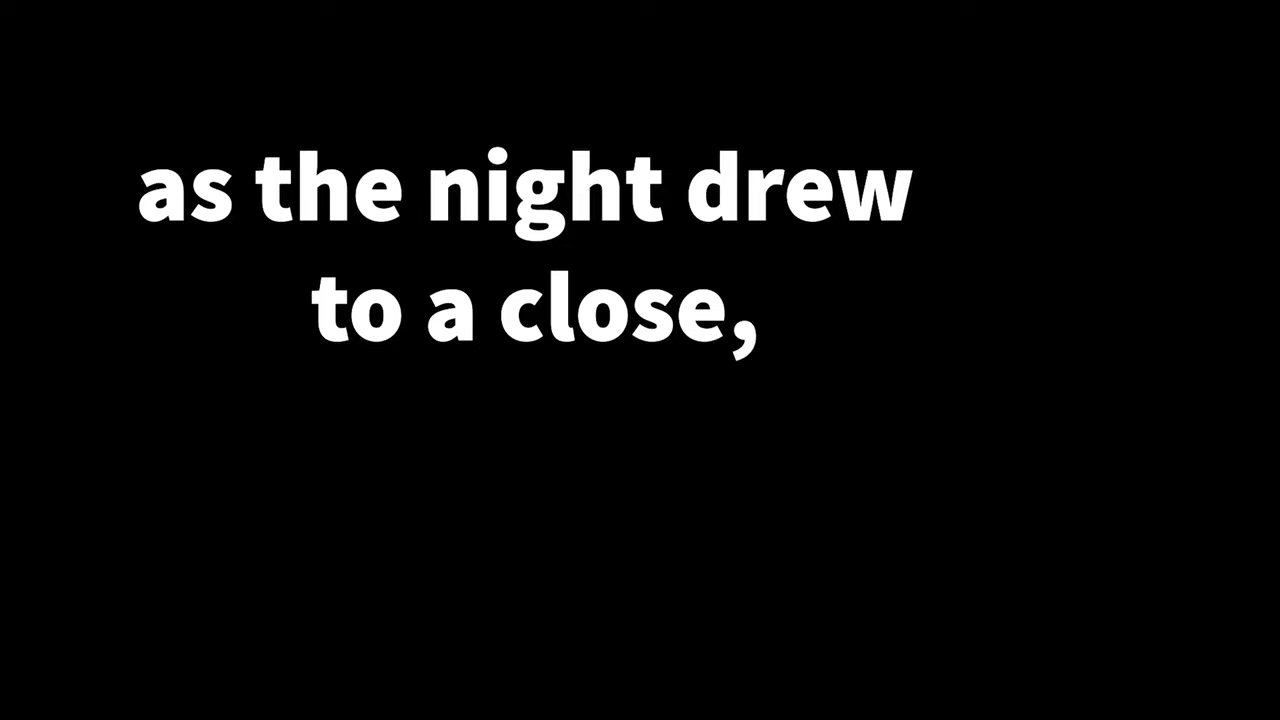 as the night drew
to a close,